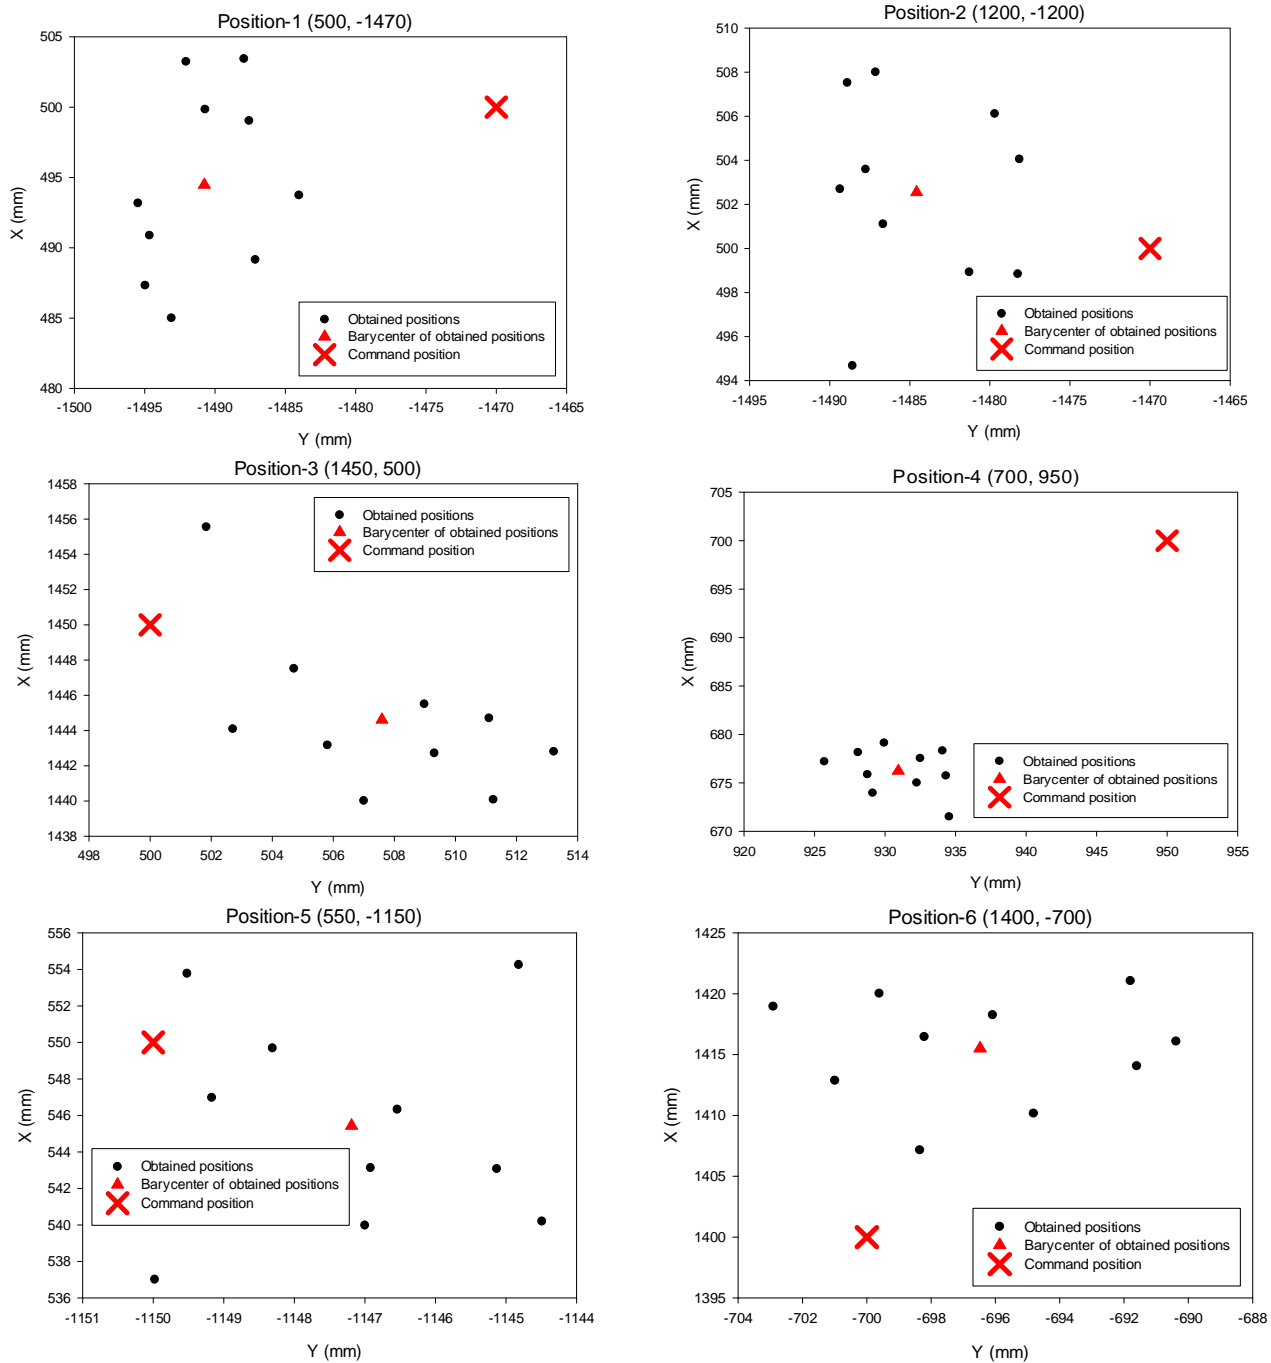 Position-1 (500, -1470)
505
500
495
490
485
480
X (mm)
Obtained positions
Barycenter of obtained positions
Command position
-1500 -1495 -1490 -1485 -1480 -1475 -1470 -1465
Y (mm)
Position-2 (1200, -1200)
510
508
506
504
502
500
498
496
494
X (mm)
Obtained positions
Barycenter of obtained positions
Command position
-1495 -1490 -1485 -1480 -1475 -1470 -1465
Y (mm)
Position-3 (1450, 500)
1458
1456
1454
1452
1450
1448
1446
1444
1442
1440
1438
X (mm)
Obtained positions
Barycenter of obtained positions
Command position
498 500 502 504 506 508 510 512 514
Y (mm)
Position-4 (700, 950)
705
700
695
690
685
680
675
670
X (mm)
Obtained positions
Barycenter of obtained positions
Command position
920 925 930 935 940 945 950 955
Y (mm)
Position-5 (550, -1150)
556
554
552
550
548
546
544
542
540
538
536
X (mm)
Obtained positions
Barycenter of obtained positions
Command position
-1151 -1150 -1149 -1148 -1147 -1146 -1145 -1144
Y (mm)
Position-6 (1400, -700)
1425
1420
1415
1410
1405
1400
1395
X (mm)
Obtained positions
Barycenter of obtained positions
Command position
-704 -702 -700 -698 -696 -694 -692 -690 -688
Y (mm)